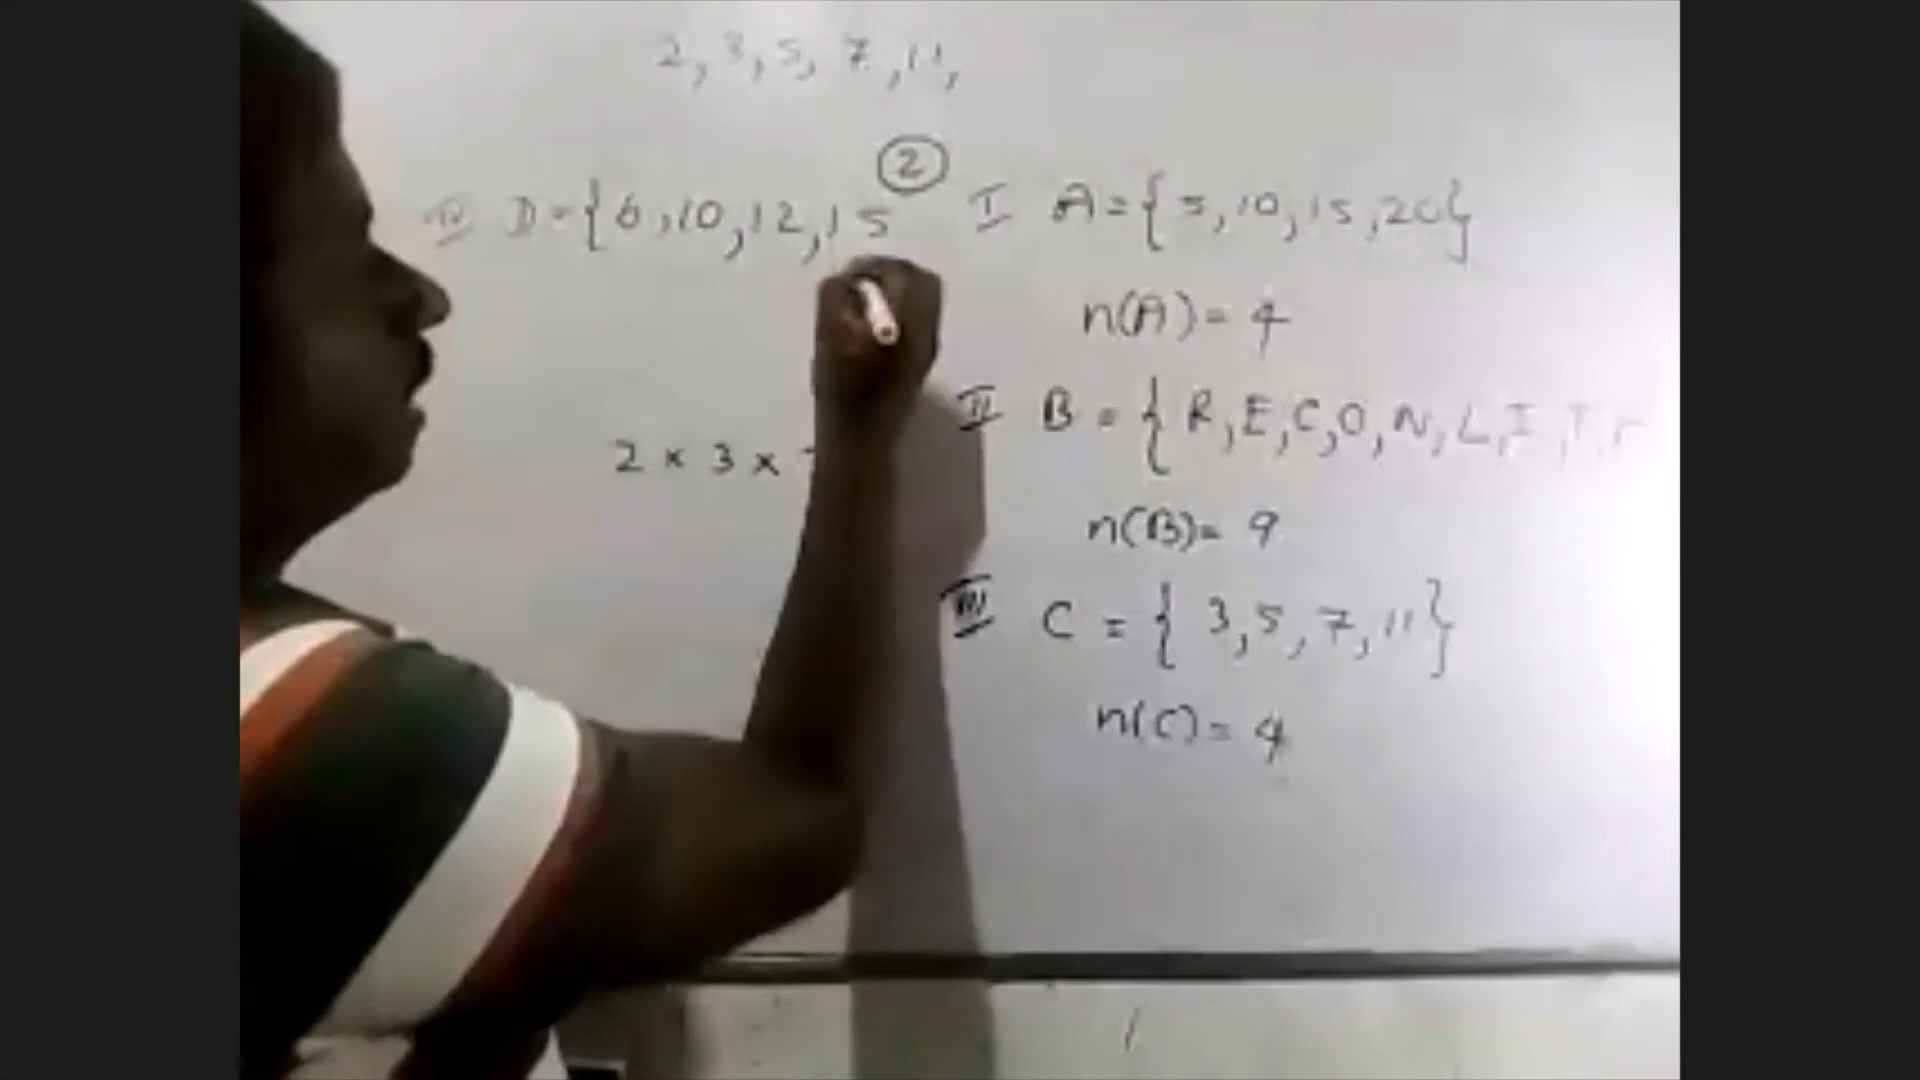 2, 3, 5, 7, 11,
2
IV D = { 6, 10, 12, 15
I A = { 5, 10, 15, 20 }
n(A) = 4
II B = { R, E, C, O, N, L, I, T,
2 × 3 ×
n(B) = 9
III C = { 3, 5, 7, 11 }
n(C) = 4